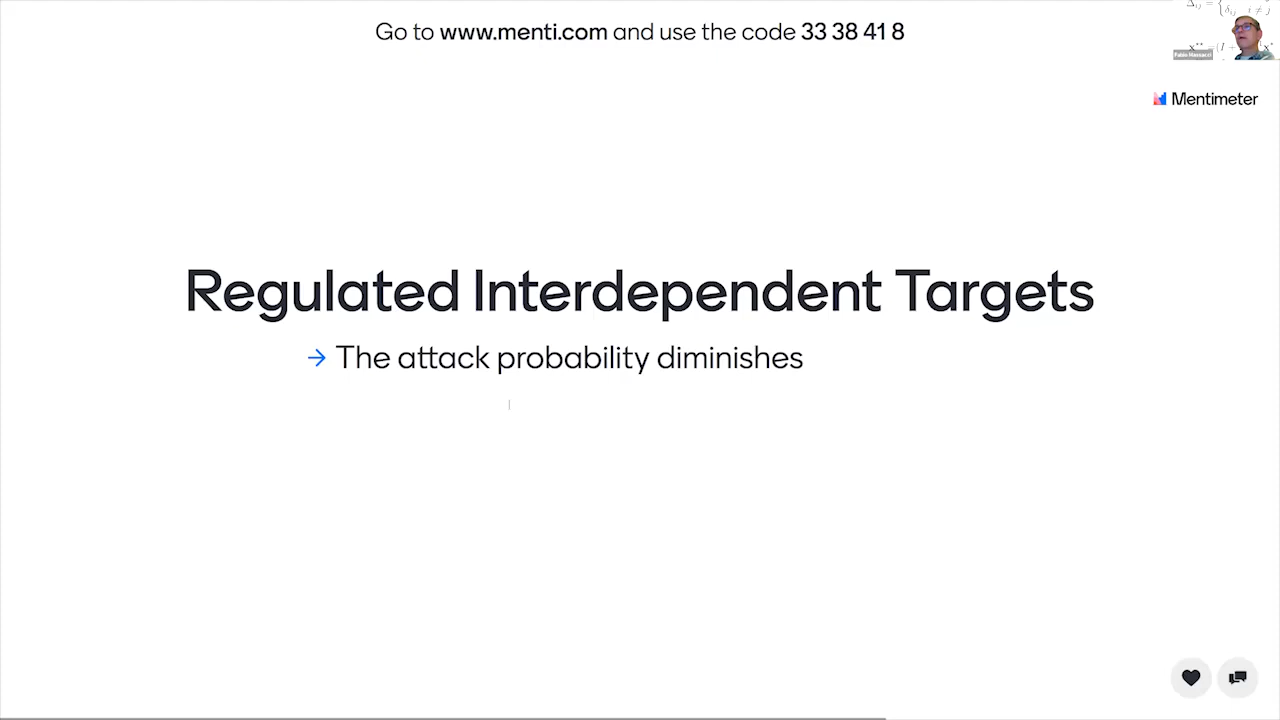 Go to www.menti.com and use the code 33 38 41 8
Mentimeter
Regulated Interdependent Targets
→ The attack probability diminishes